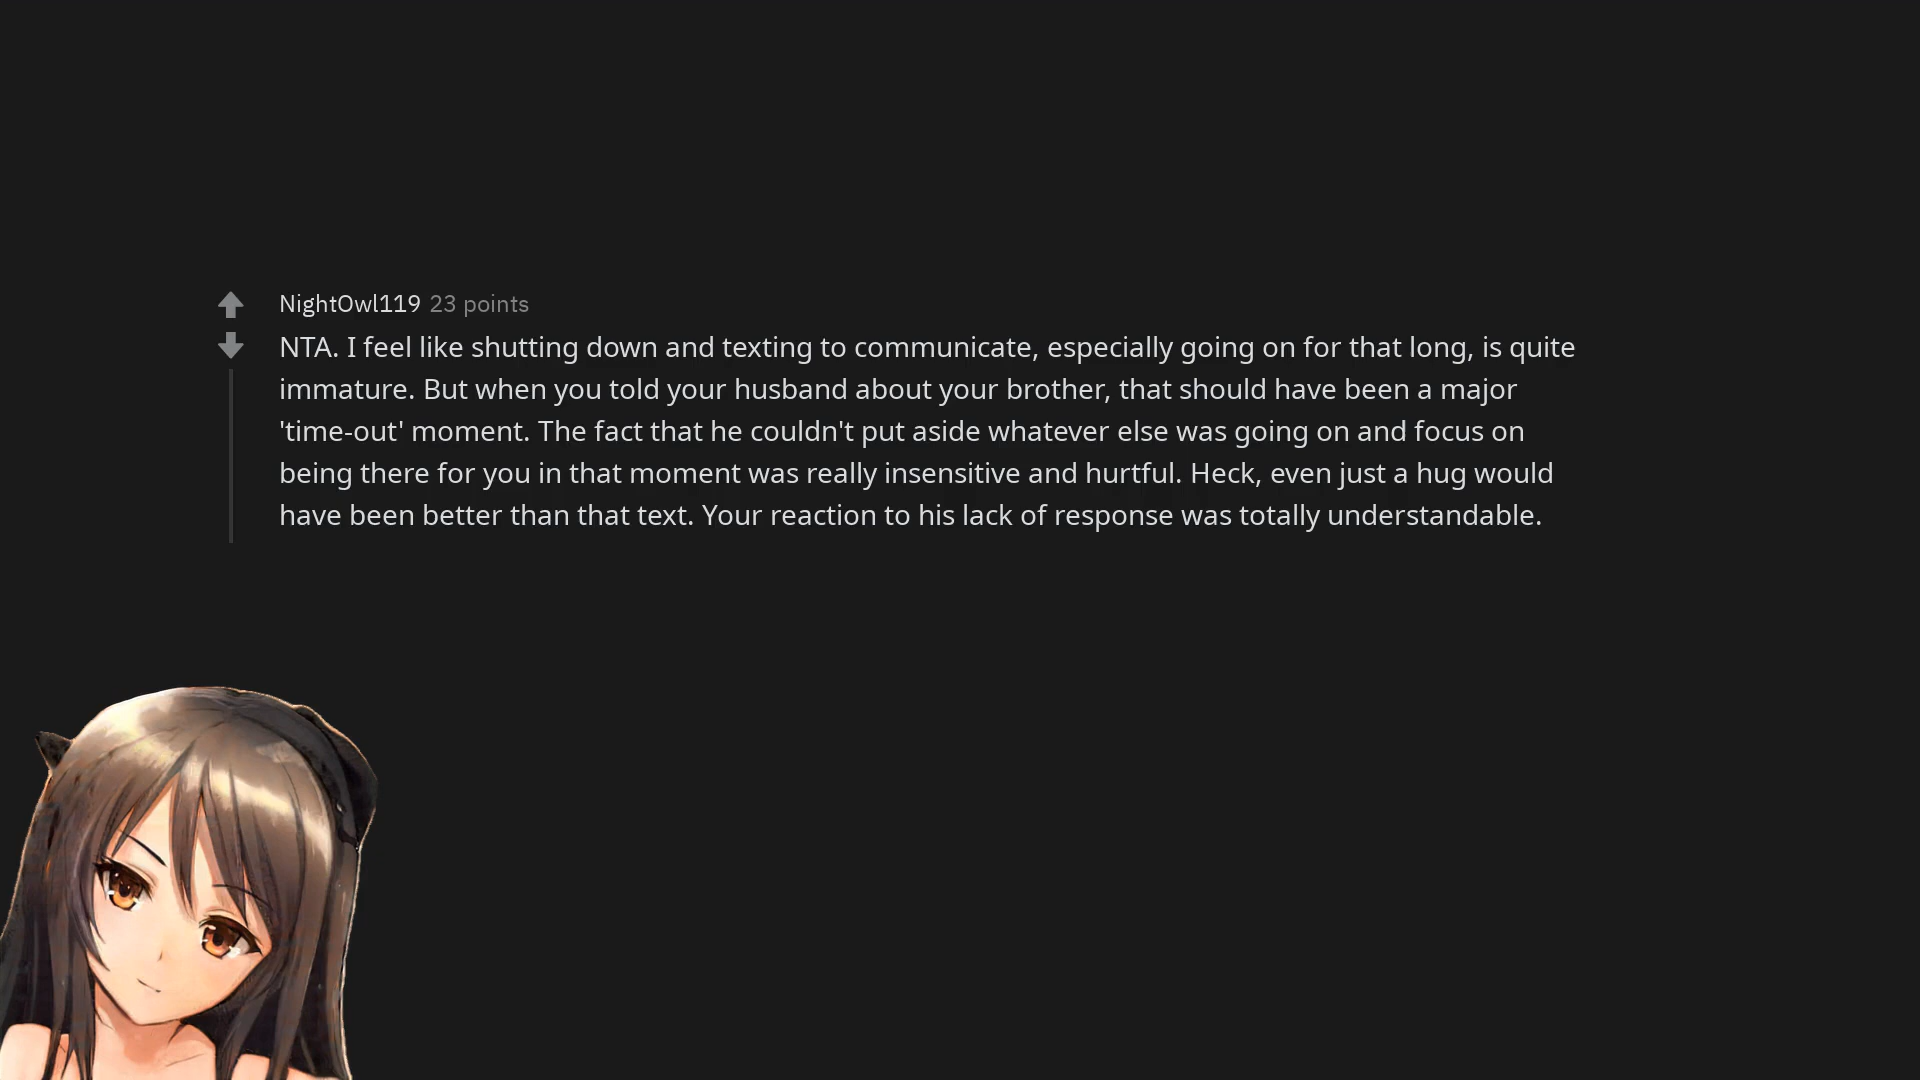 NightOwl119 23 points
NTA. I feel like shutting down and texting to communicate, especially going on for that long, is quite
immature. But when you told your husband about your brother, that should have been a major
'time-out' moment. The fact that he couldn't put aside whatever else was going on and focus on
being there for you in that moment was really insensitive and hurtful. Heck, even just a hug would
have been better than that text. Your reaction to his lack of response was totally understandable.